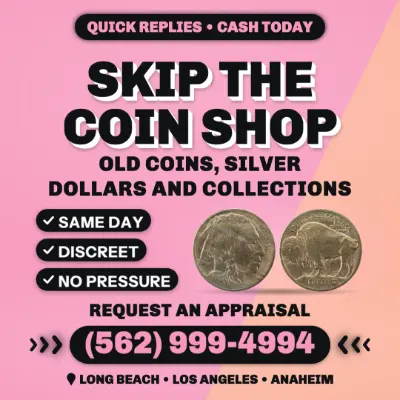 QUICK REPLIES • CASH TODAY
SKIP THE
COIN SHOP
OLD COINS, SILVER
DOLLARS AND COLLECTIONS
SAME DAY
DISCREET
NO PRESSURE
REQUEST AN APPRAISAL
(562) 999-4994
LONG BEACH • LOS ANGELES • ANAHEIM